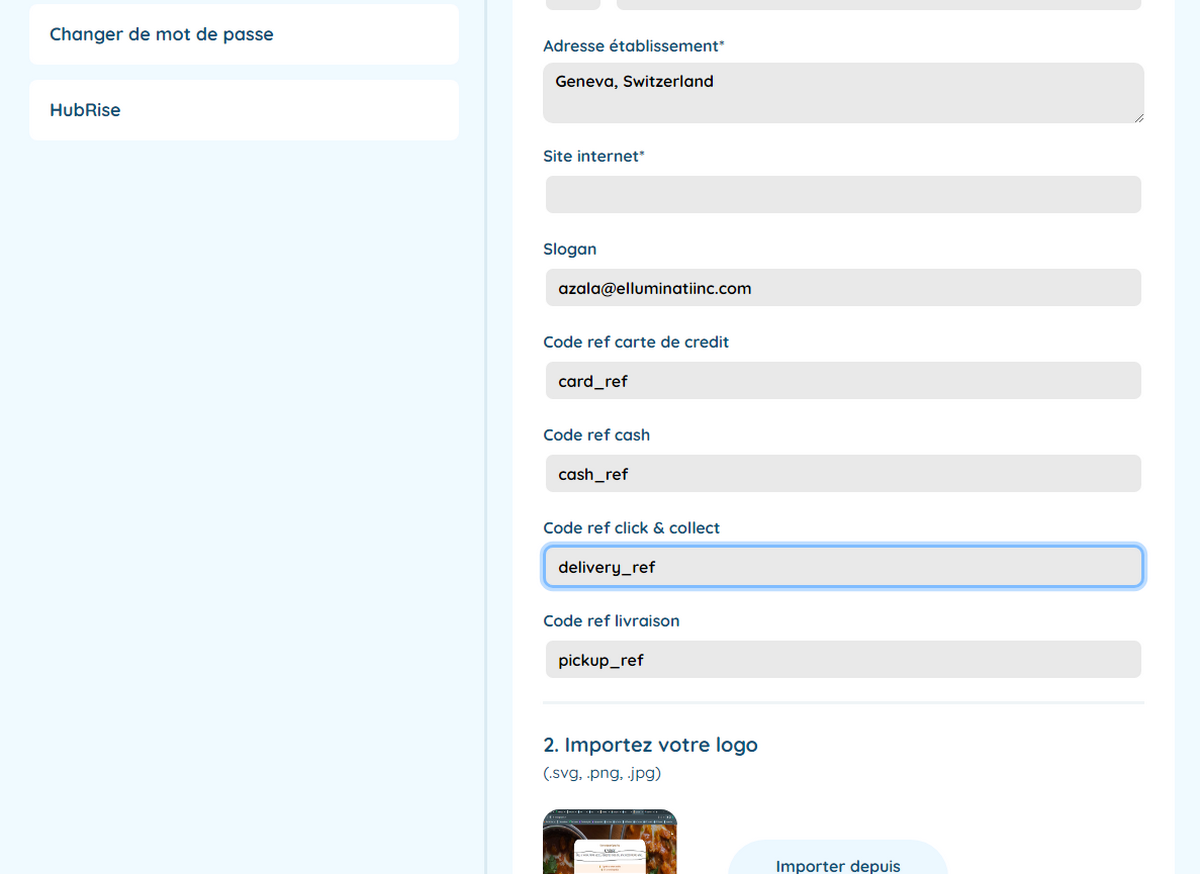 Changer de mot de passe
HubRise
Adresse établissement*
Geneva, Switzerland
Site internet*
Slogan
azala@elluminatiinc.com
Code ref carte de credit
card_ref
Code ref cash
cash_ref
Code ref click & collect
delivery_ref
Code ref livraison
pickup_ref
2. Importez votre logo
(.svg, .png, .jpg)
Importer depuis